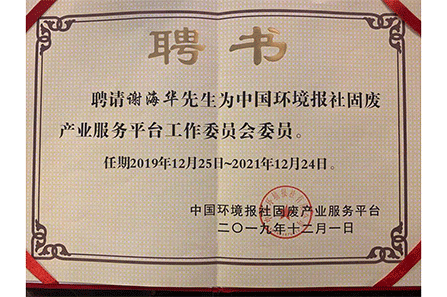 聘书
聘请谢海华先生为中国环境报社固废
产业服务平台工作委员会委员。
任期2019年12月25日~2021年12月24日。
中国环境报社固废产业服务平台
二〇一九年十二月一日